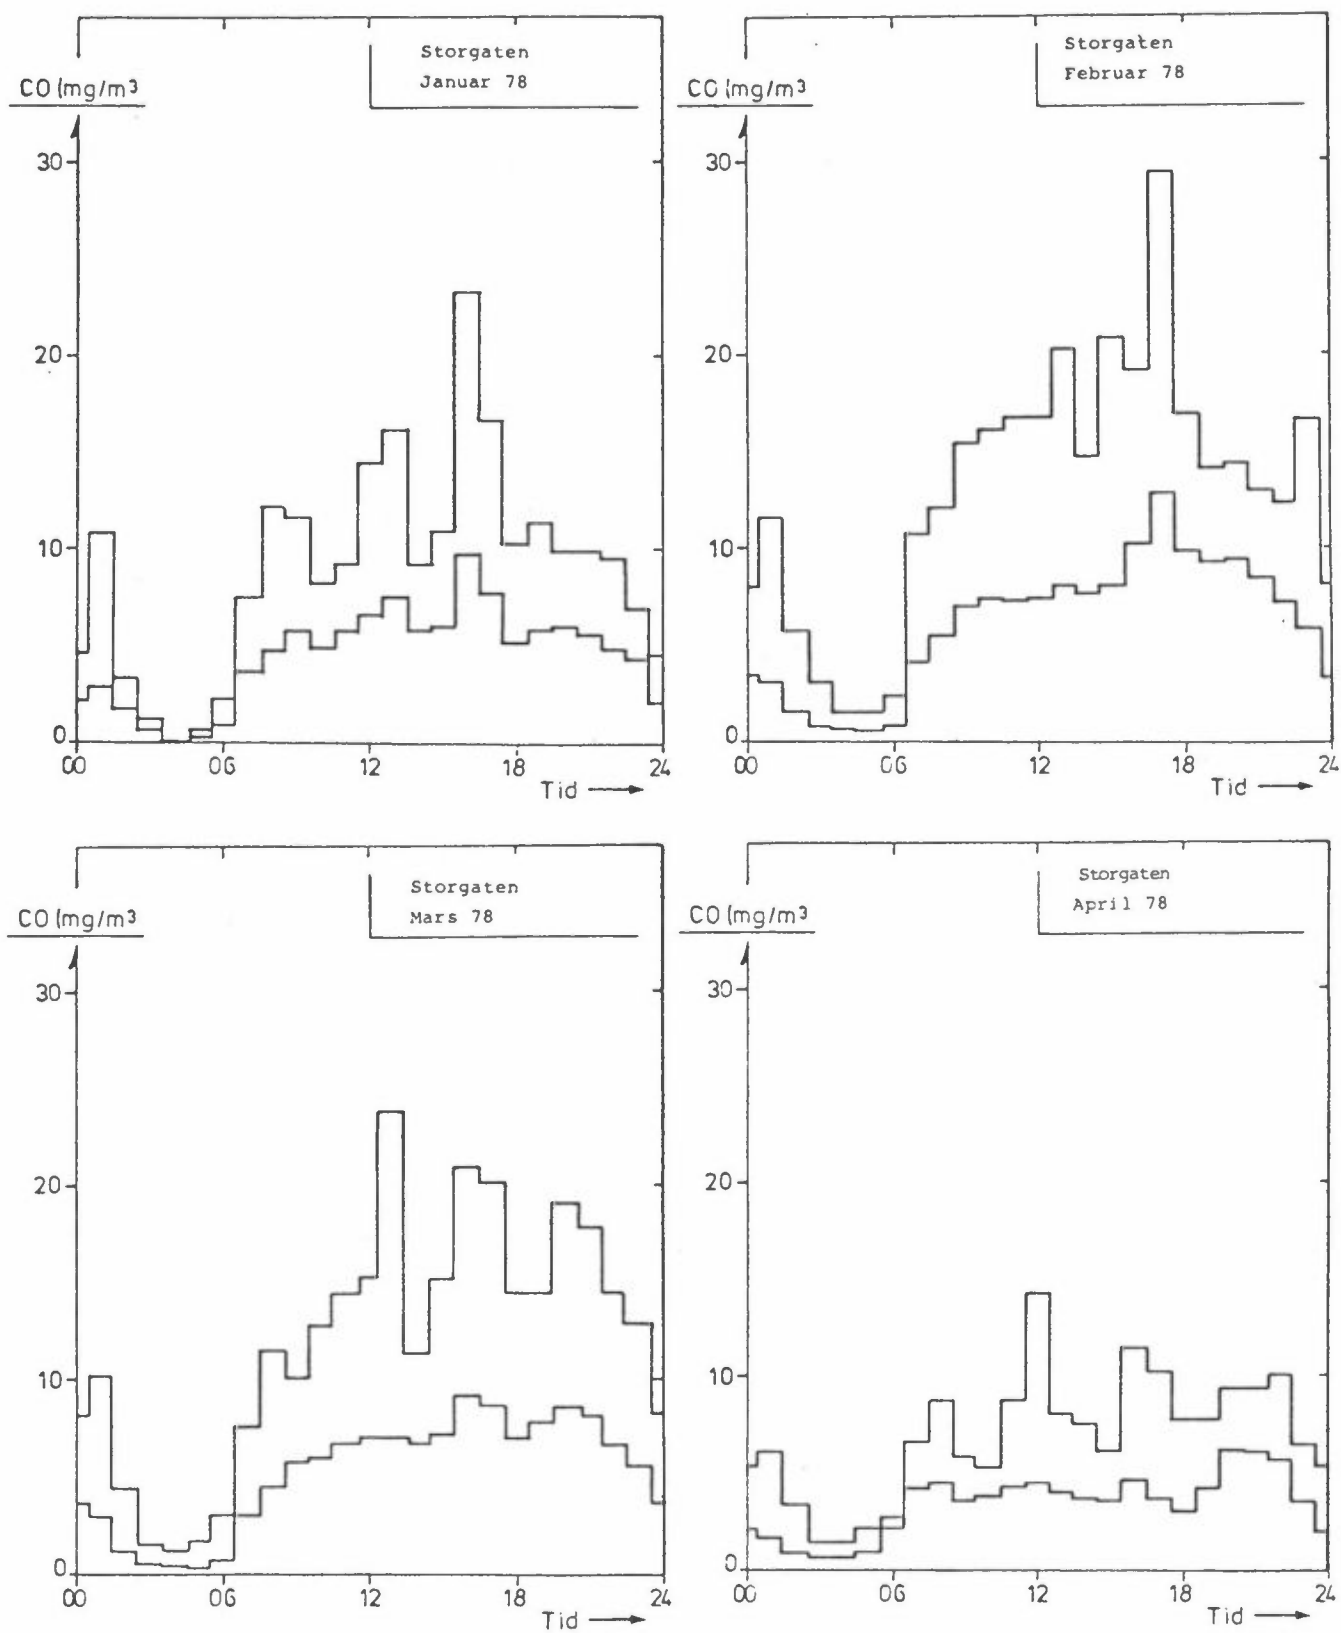 Storgaten
Januar 78
CO (mg/m3
30
20
10
0
00 06 12 18 24
Tid
Storgaten
Februar 78
CO (mg/m3
30
20
10
0
00 06 12 18 24
Tid
Storgaten
Mars 78
CO (mg/m3
30
20
10
0
00 06 12 18 24
Tid
Storgaten
April 78
CO (mg/m3
30
20
10
0
00 06 12 18 24
Tid